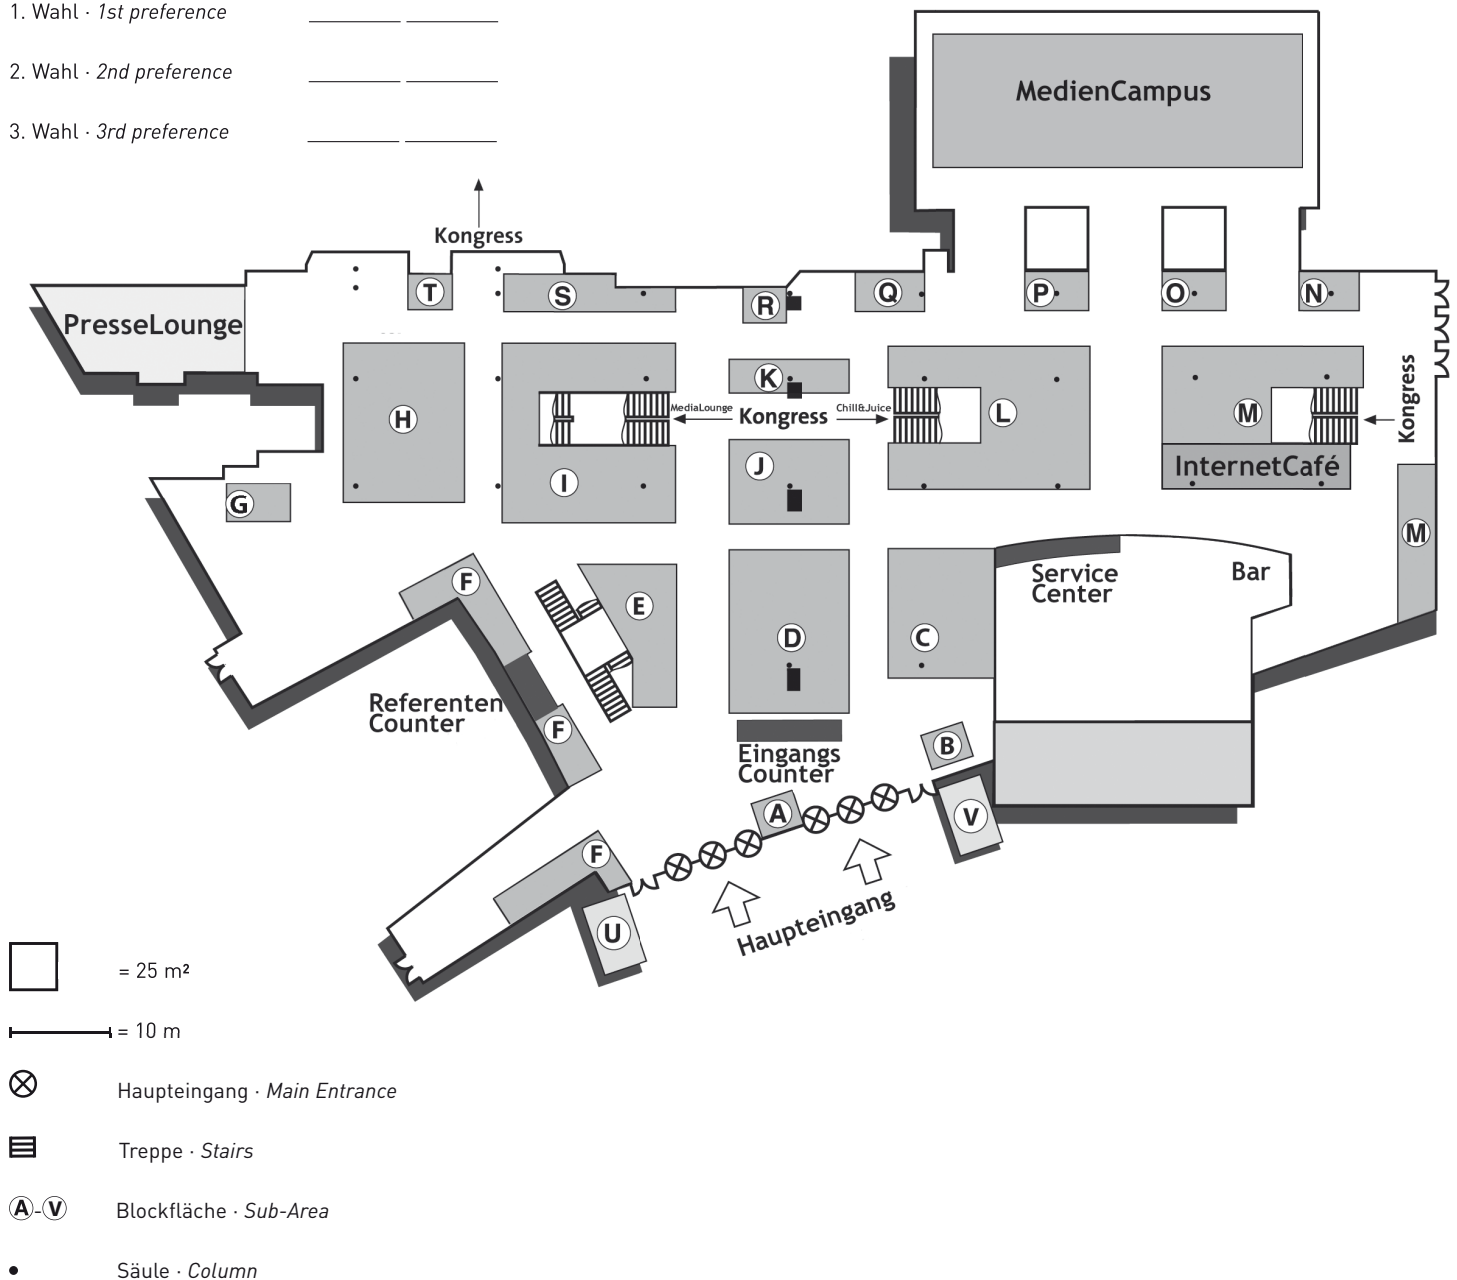 1. Wahl · 1st preference
2. Wahl · 2nd preference
3. Wahl · 3rd preference
MedienCampus
Kongress
T
S
R
Q
P
O
N
PresseLounge
H
I
K
MediaLounge
Kongress
Chill&Juice
L
M
Kongress
InternetCafé
J
G
M
F
E
D
C
Service
Center
Bar
Referenten
Counter
F
Eingangs
Counter
B
A
V
F
U
Haupteingang
= 25 m²
= 10 m
Haupteingang · Main Entrance
Treppe · Stairs
A-V Blockfläche · Sub-Area
Säule · Column